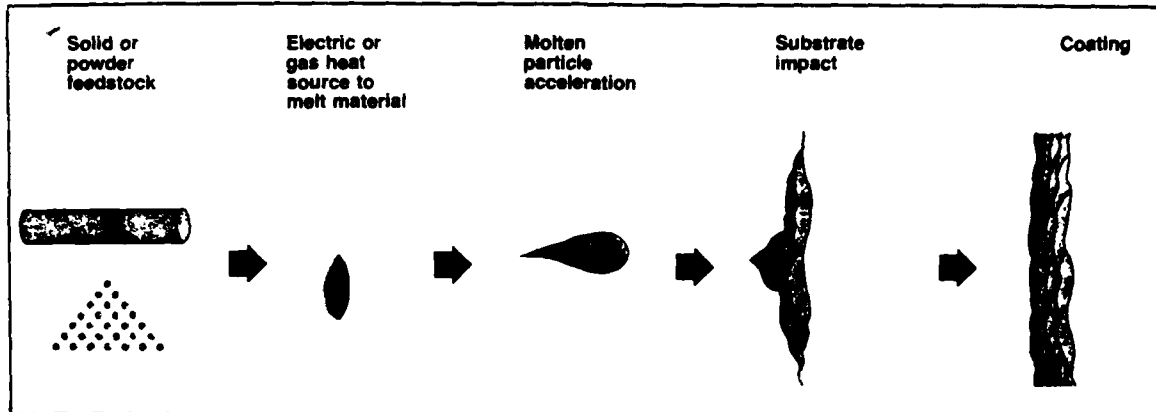 Solid or
powder
feedstock
Electric or
gas heat
source to
melt material
Molten
particle
acceleration
Substrate
impact
Coating